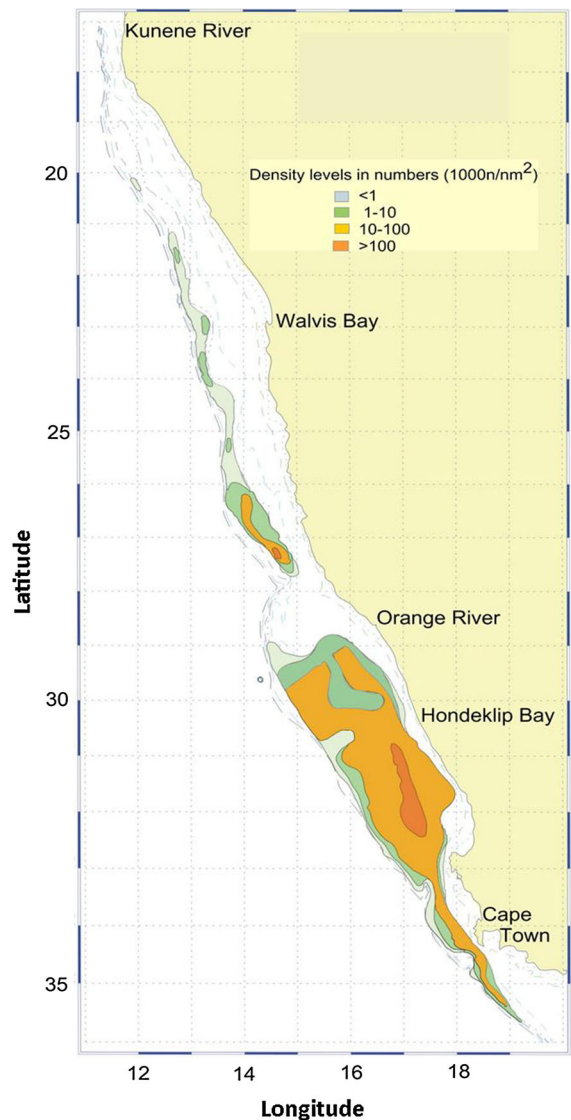 Kunene River
20
Density levels in numbers (1000n/nm2)
<1
1-10
10-100
>100
Walvis Bay
25
Latitude
Orange River
30
Hondeklip Bay
Cape
Town
35
12 14 16 18
Longitude